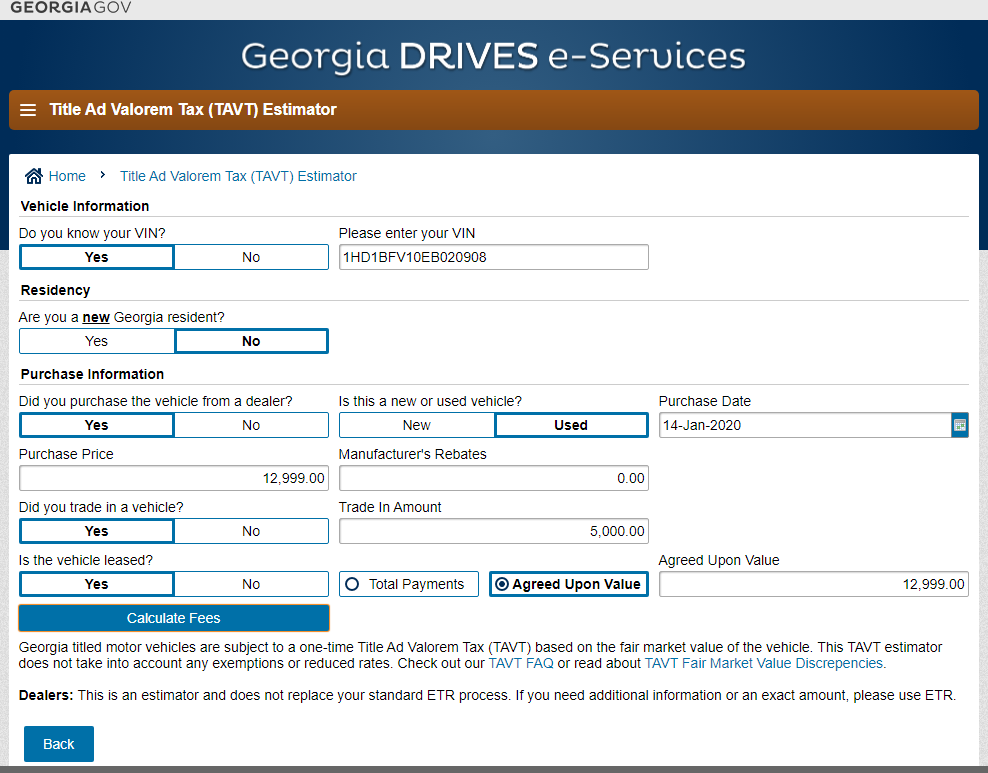 GEORGIAGOV
Georgia DRIVES e-Services
Title Ad Valorem Tax (TAVT) Estimator
Home > Title Ad Valorem Tax (TAVT) Estimator
Vehicle Information
Do you know your VIN? Please enter your VIN
Yes No 1HD1BFV10EB020908
Residency
Are you a new Georgia resident?
Yes No
Purchase Information
Did you purchase the vehicle from a dealer? Is this a new or used vehicle? Purchase Date
Yes No New Used 14-Jan-2020
Purchase Price Manufacturer's Rebates
12,999.00 0.00
Did you trade in a vehicle? Trade In Amount
Yes No 5,000.00
Is the vehicle leased? Agreed Upon Value
Yes No Total Payments Agreed Upon Value 12,999.00
Calculate Fees
Georgia titled motor vehicles are subject to a one-time Title Ad Valorem Tax (TAVT) based on the fair market value of the vehicle. This TAVT estimator
does not take into account any exemptions or reduced rates. Check out our TAVT FAQ or read about TAVT Fair Market Value Discrepencies.
Dealers: This is an estimator and does not replace your standard ETR process. If you need additional information or an exact amount, please use ETR.
Back